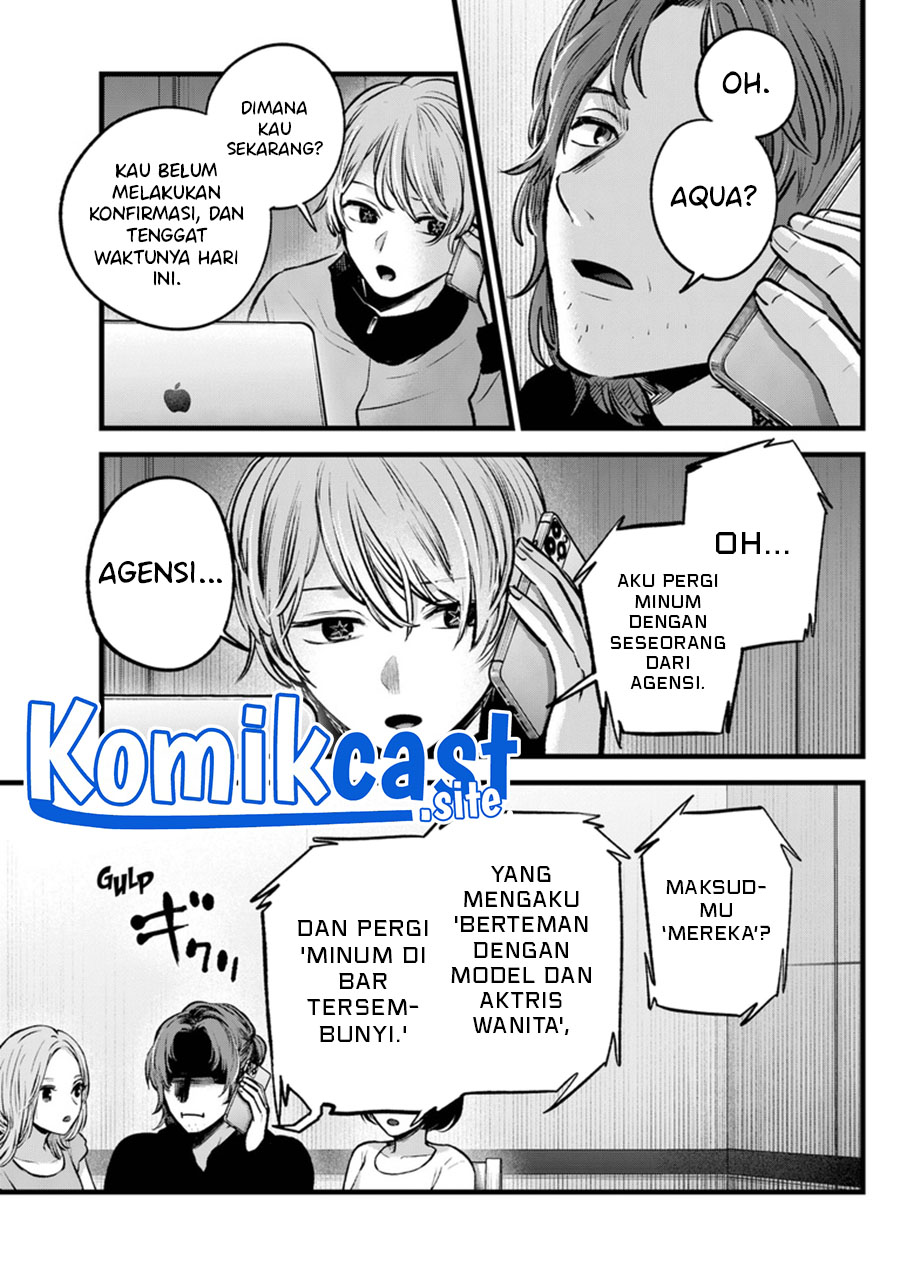 OH.
AQUA?
DIMANA
KAU
SEKARANG?
KAU BELUM
MELAKUKAN
KONFIRMASI, DAN
TENGGAT
WAKTUNYA HARI
INI.
OH...
AKU PERGI
MINUM
DENGAN
SESEORANG
DARI
AGENSI.
AGENSI...
Komikcast
.site
MAKSUD-
MU
'MEREKA'?
YANG
MENGAKU
'BERTEMAN
DENGAN
MODEL DAN
AKTRIS
WANITA',
DAN PERGI
'MINUM DI
BAR
TERSEM-
BUNYI.'
GULP
ギクリ